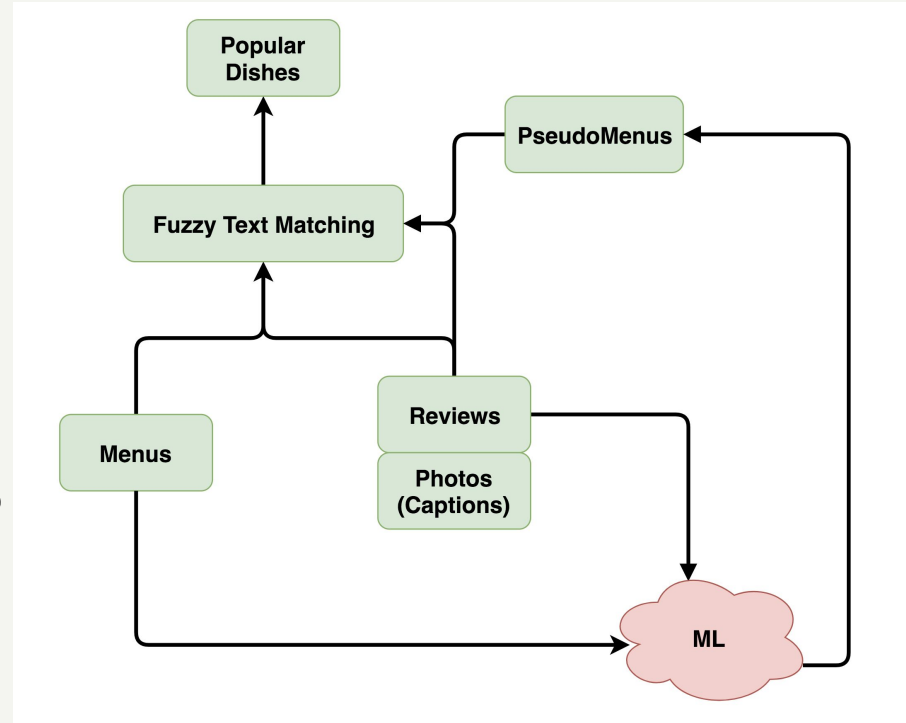 Popular
Dishes
PseudoMenus
Fuzzy Text Matching
Reviews
Menus
Photos
(Captions)
ML